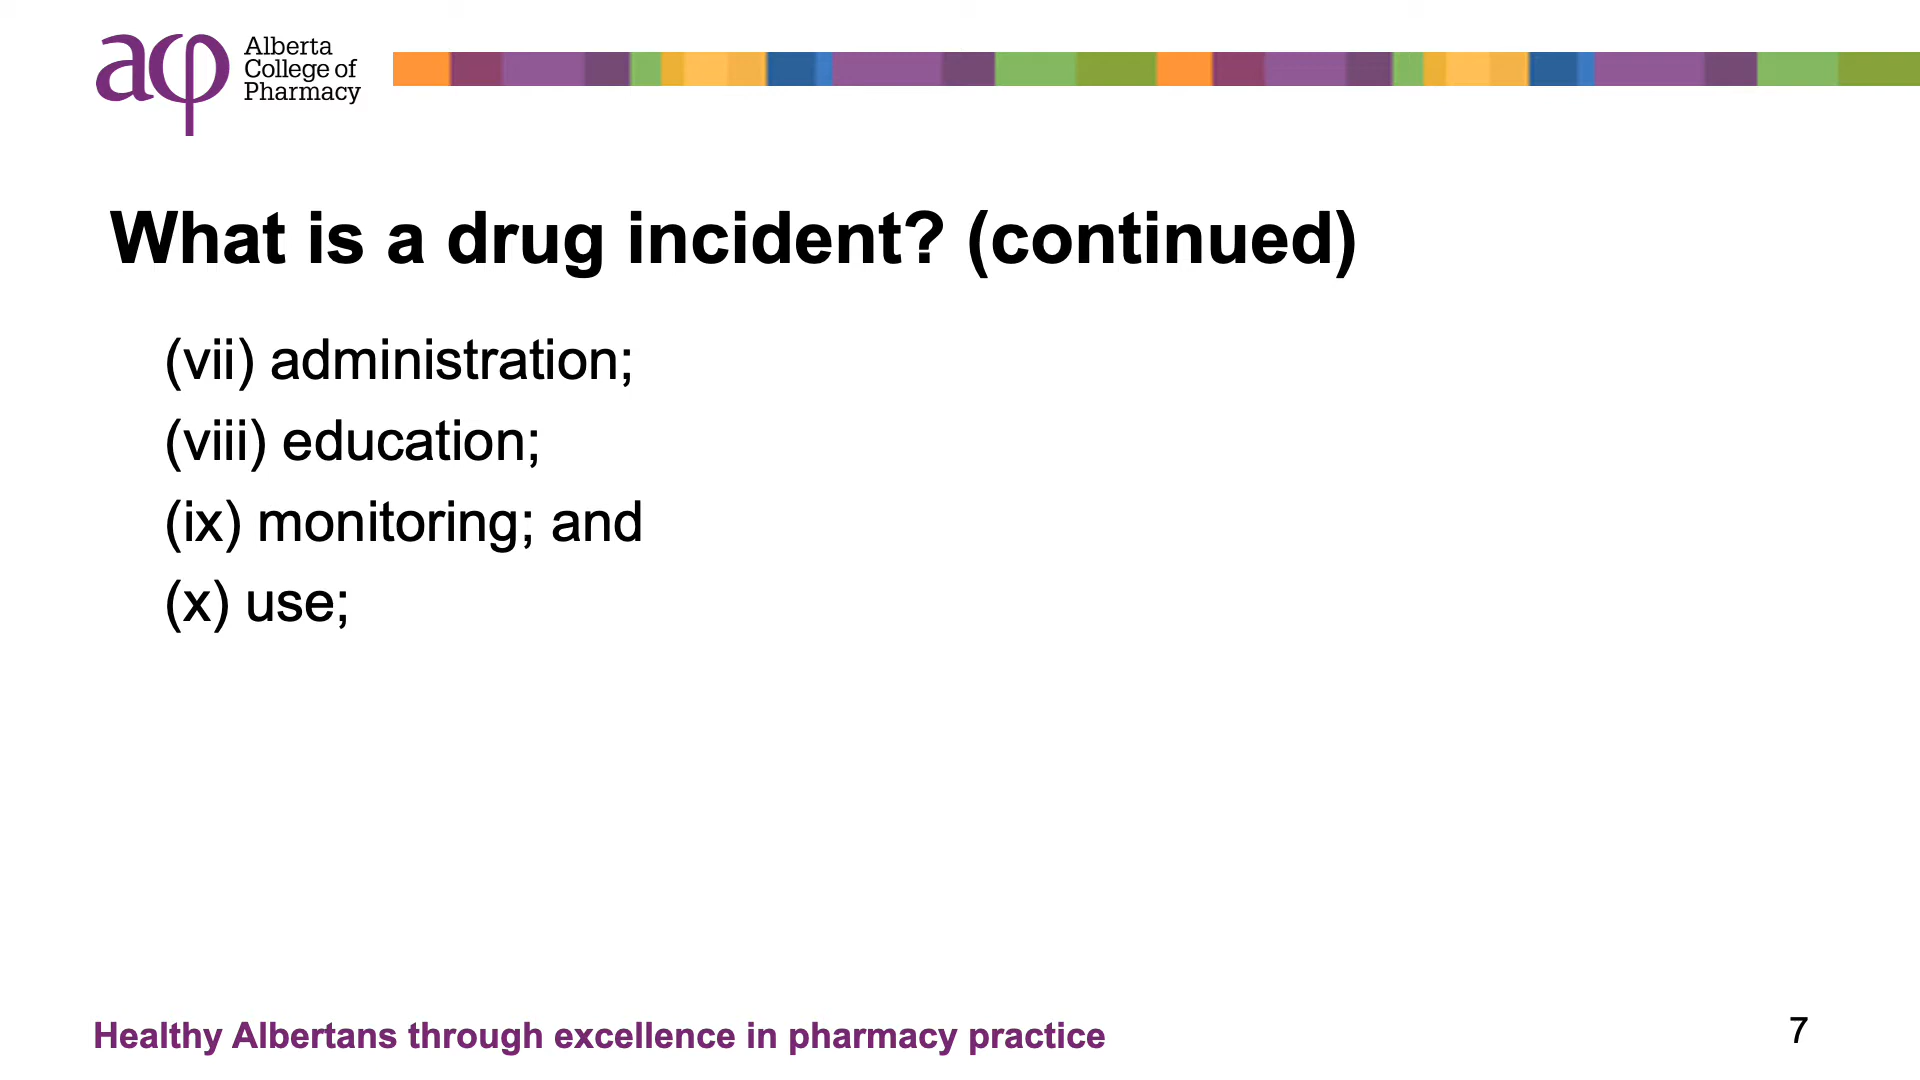 aφ
Alberta
College of
Pharmacy
What is a drug incident? (continued)
(vii) administration;
(viii) education;
(ix) monitoring; and
(x) use;
Healthy Albertans through excellence in pharmacy practice
7